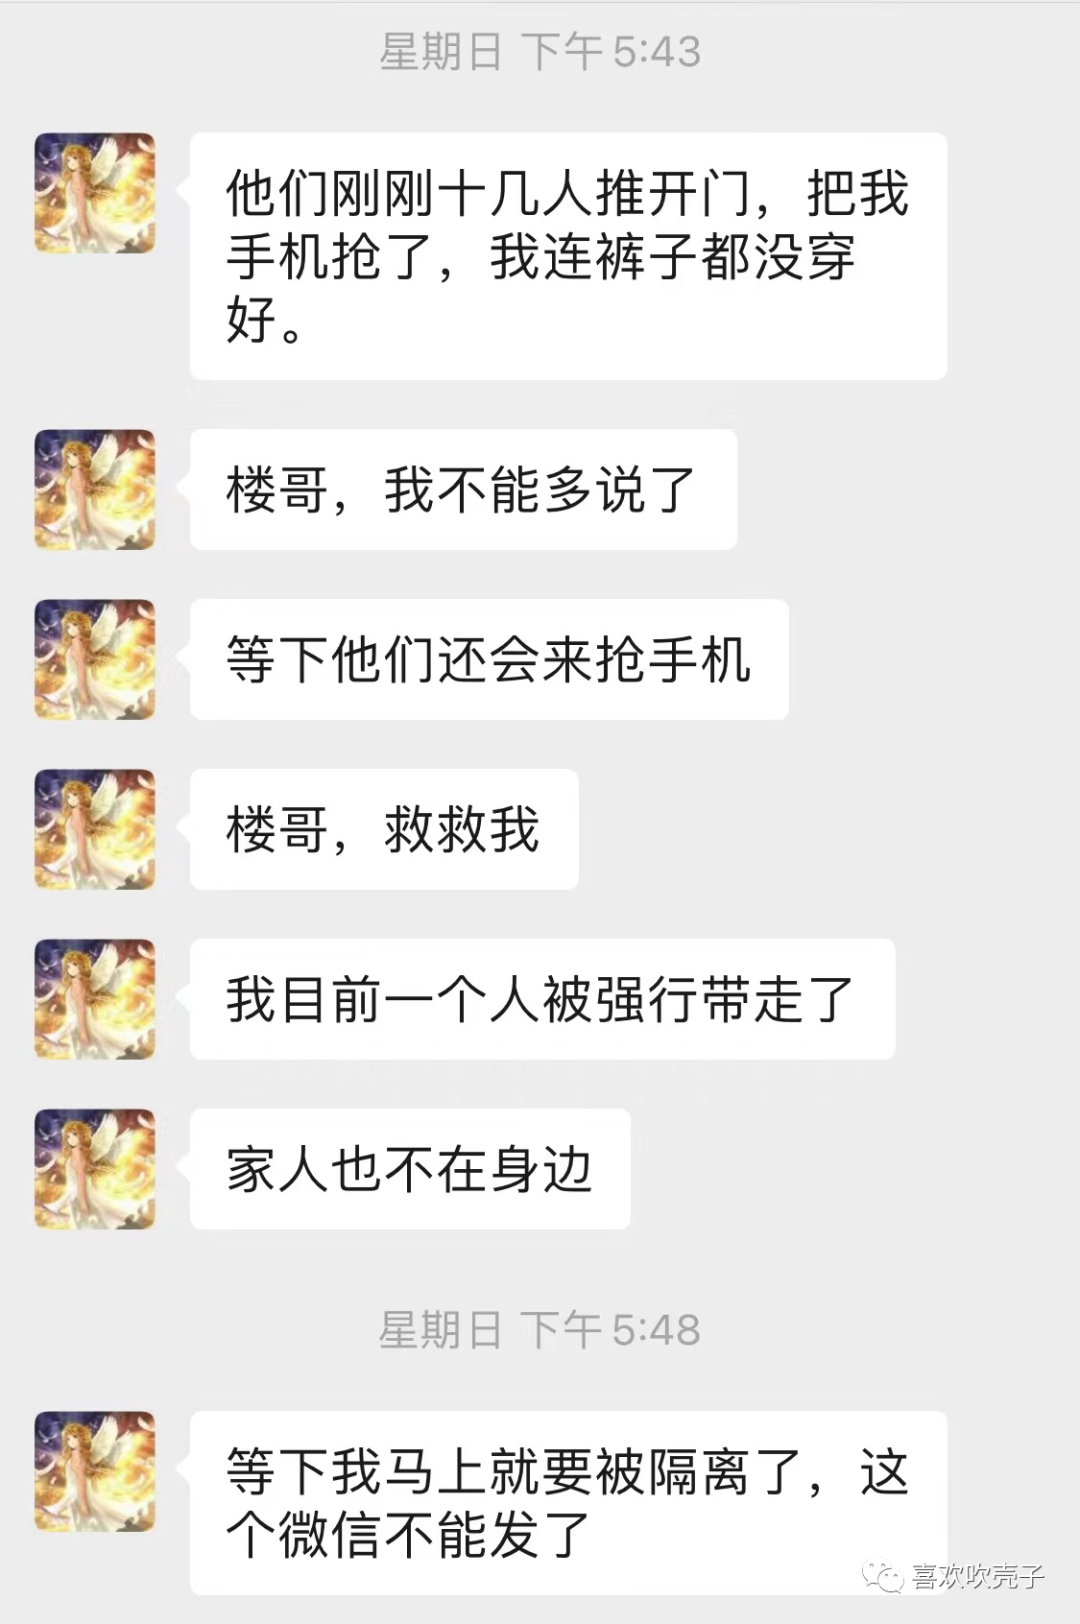 星期日 下午 5:43
他们刚刚十几人推开门，把我
手机抢了，我连裤子都没穿
好。
楼哥，我不能多说了
等下他们还会来抢手机
楼哥，救救我
我目前一个人被强行带走了
家人也不在身边
星期日 下午 5:48
等下我马上就要被隔离了，这
个微信不能发了
喜欢吹壳子